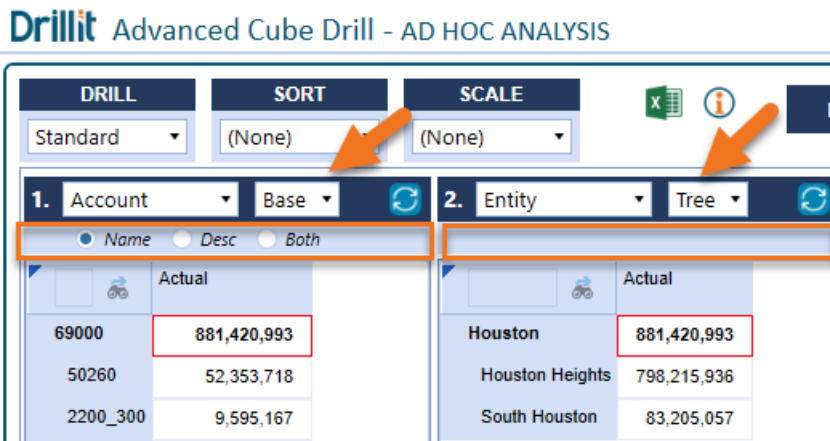 Drillit Advanced Cube Drill - AD HOC ANALYSIS
DRILL SORT SCALE
Standard (None) (None)
1. Account Base 2. Entity Tree
Name Desc Both
Actual Actual
69000 881,420,993 Houston 881,420,993
50260 52,353,718 Houston Heights 798,215,936
2200_300 9,595,167 South Houston 83,205,057